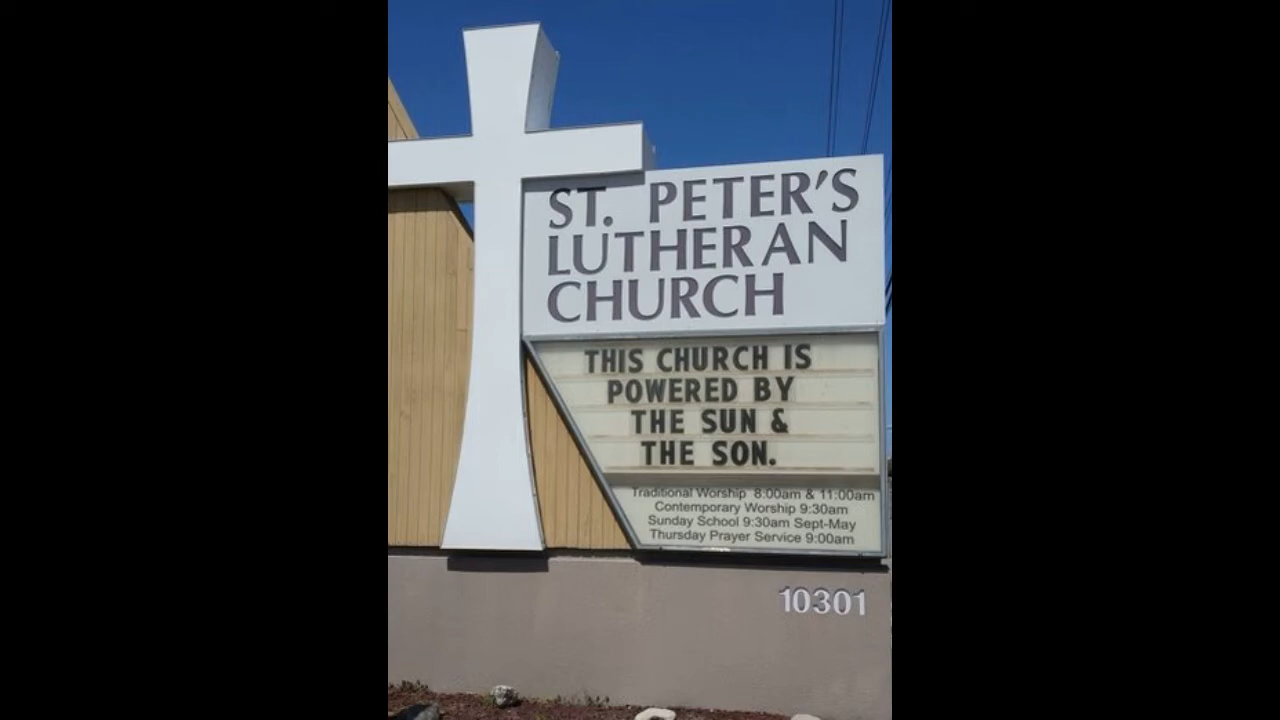 ST. PETER'S
LUTHERAN
CHURCH
THIS CHURCH IS
POWERED BY
THE SUN &
THE SON.
Traditional Worship 8:00am & 11:00am
Contemporary Worship 9:30am
Sunday School 9:30am Sept-May
Thursday Prayer Service 9:00am
10301